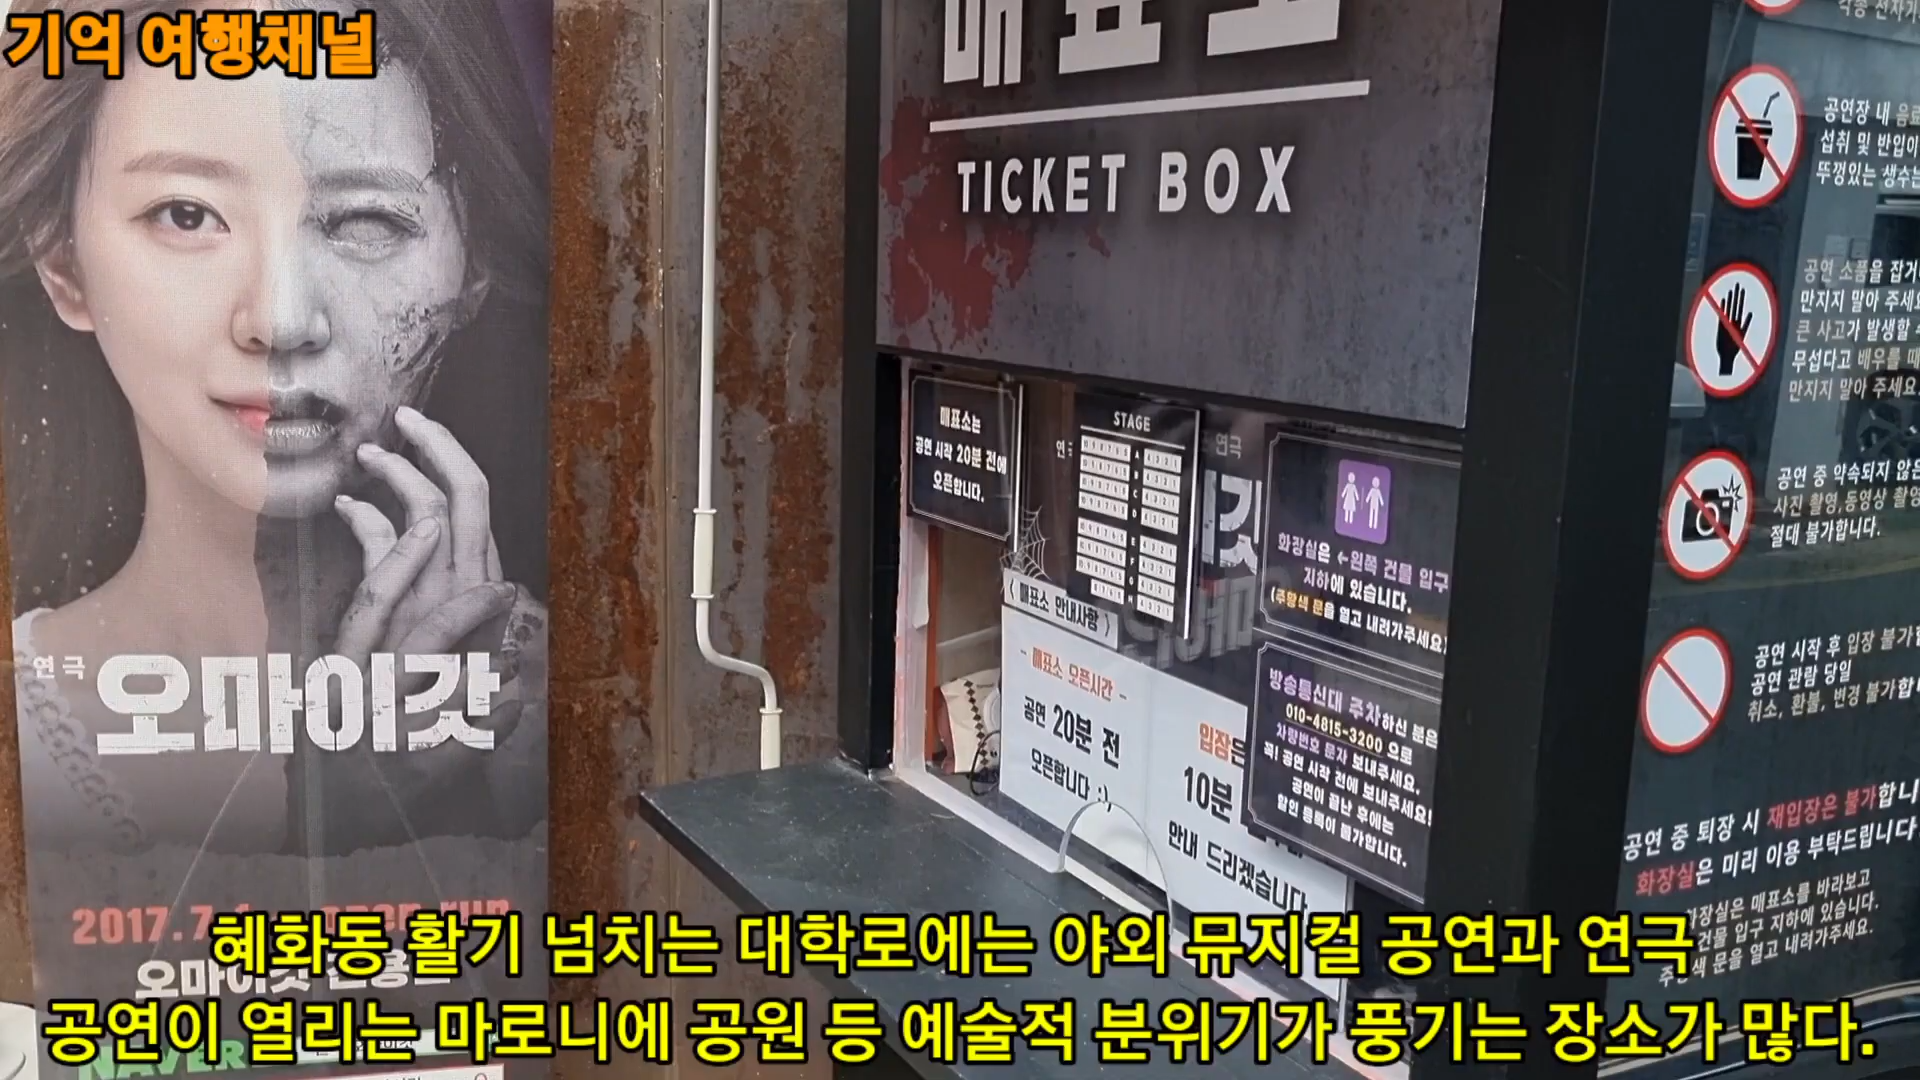 기억 여행채널
매표소
TICKET BOX
연극
오마이갓
2017.7
NAVER
매표소는
공연 시작 20분 전에
오픈합니다.
STAGE
연극
화장실은 ←왼쪽 건물 입구
지하에 있습니다.
(주황색 문을 열고 내려가주세요)
< 매표소 안내사항 >
- 매표소 오픈시간 -
공연 20분 전
오픈합니다 :)
입장은
10분
안내 드리겠습니다
방송통신대 주차하신 분은
010-4815-3200 으로
차량번호 문자 보내주세요.
꼭! 공연 시작 전에 보내주세요!
공연이 끝난 후에는
할인 등록이 불가합니다.
각종 전자기
공연장 내 음료
섭취 및 반입이
뚜껑있는 생수는
공연 소품을 잡거
만지지 말아 주세요
큰 사고가 발생할
무섭다고 배우를 때
만지지 말아 주세요
공연 중 약속되지 않은
사진 촬영,동영상 촬영
절대 불가합니다.
공연 시작 후 입장 불가
공연 관람 당일
취소, 환불, 변경 불가합니
공연 중 퇴장 시 재입장은 불가합니
화장실은 미리 이용 부탁드립니다
화장실은 매표소를 바라보고
건물 입구 지하에 있습니다.
색 문을 열고 내려가주세요.
혜화동 활기 넘치는 대학로에는 야외 뮤지컬 공연과 연극
공연이 열리는 마로니에 공원 등 예술적 분위기가 풍기는 장소가 많다.